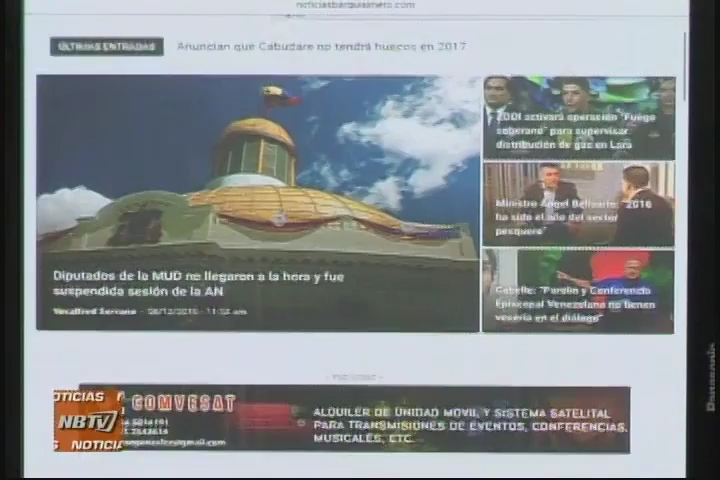 noticiasbarquisimeto.com
ÚLTIMAS ENTRADAS
Anuncian que Cabudare no tendrá huecos en 2017
Diputados de la MUD no llegaron a la hora y fue
suspendida sesión de la AN
ZODI activará operación "Fuego
soberano" para supervisar
distribución de gas en Lara
Ministro Ángel Belisario: "2016
ha sido el año del sector
pesquero"
Cabello: "Parolin y Conferencia
Episcopal Venezolana no tienen
vocería en el diálogo"
COMVESAT
ALQUILER DE UNIDAD MOVIL Y SISTEMA SATELITAL
PARA TRANSMISIONES DE EVENTOS, CONFERENCIAS,
MUSICALES, ETC.
OTICIAS
NBTV
NOTICIA
Panasonic